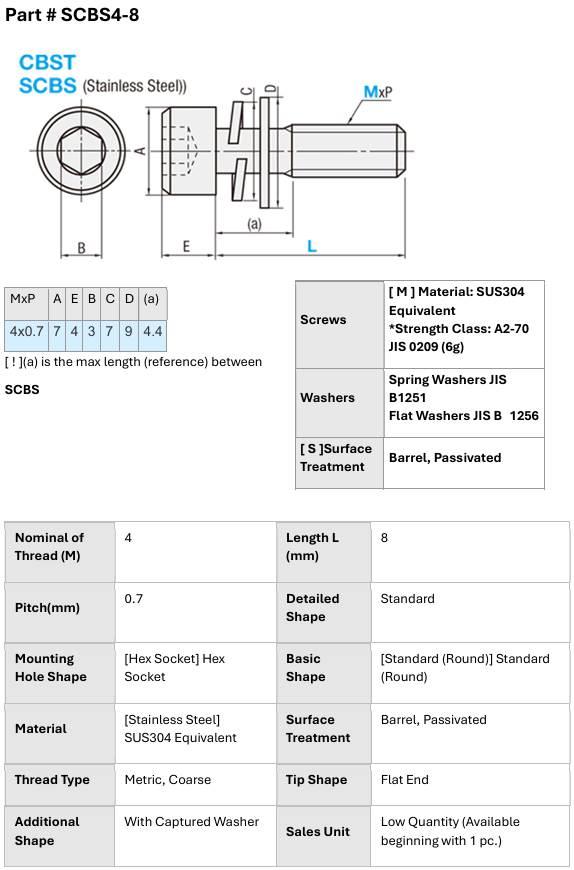 Part # SCBS4-8
CBST
SCBS (Stainless Steel))
C
D
MxP
A
(a)
B
E
L
MxP A E B C D (a)
4x0.7 7 4 3 7 9 4.4
[ ! ](a) is the max length (reference) between
SCBS
Screws
[ M ] Material: SUS304
Equivalent
*Strength Class: A2-70
JIS 0209 (6g)
Washers
Spring Washers JIS
B1251
Flat Washers JIS B 1256
[ S ]Surface
Treatment
Barrel, Passivated
Nominal of
Thread (M)
4
Length L
(mm)
8
Pitch(mm)
0.7
Detailed
Shape
Standard
Mounting
Hole Shape
[Hex Socket] Hex
Socket
Basic
Shape
[Standard (Round)] Standard
(Round)
Material
[Stainless Steel]
SUS304 Equivalent
Surface
Treatment
Barrel, Passivated
Thread Type
Metric, Coarse
Tip Shape
Flat End
Additional
Shape
With Captured Washer
Sales Unit
Low Quantity (Available
beginning with 1 pc.)